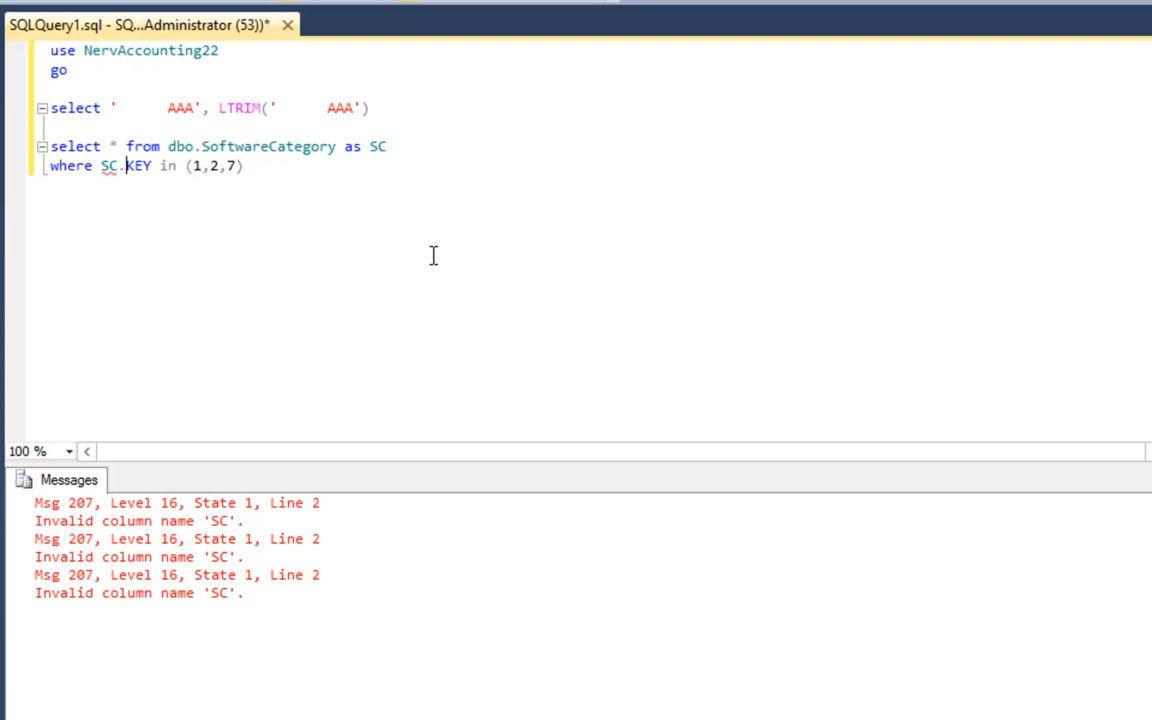 SQLQuery1.sql - SQ...Administrator (53))*
use NervAccounting22
go
select '      AAA', LTRIM('      AAA')
select * from dbo.SoftwareCategory as SC
where SC.KEY in (1,2,7)
100 %
Messages
Msg 207, Level 16, State 1, Line 2
Invalid column name 'SC'.
Msg 207, Level 16, State 1, Line 2
Invalid column name 'SC'.
Msg 207, Level 16, State 1, Line 2
Invalid column name 'SC'.